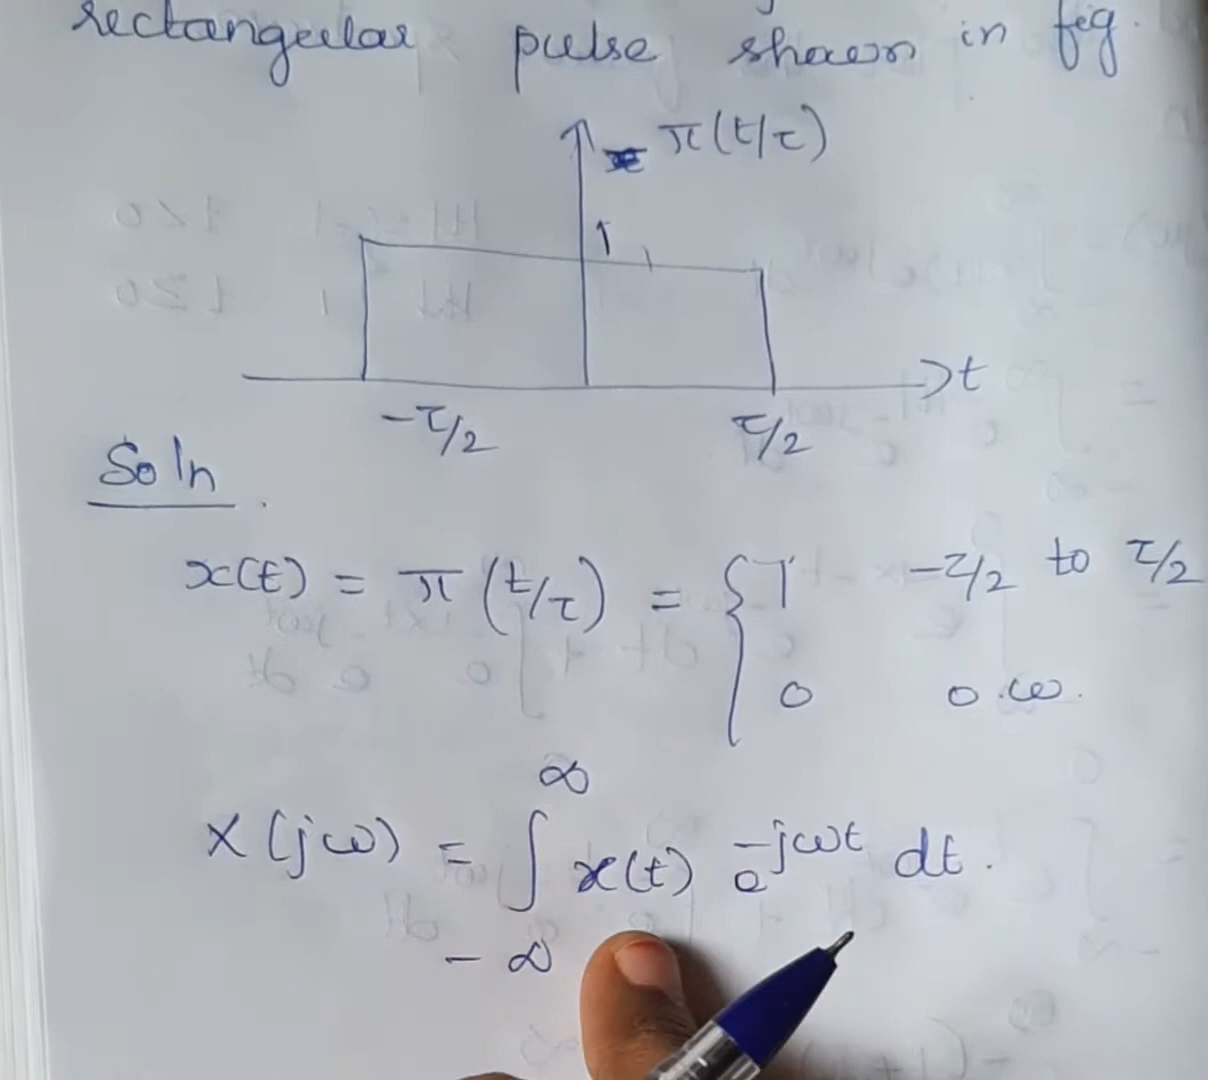 rectangular pulse shown in fig.
π(t/τ)
1
t
-τ/2 τ/2
Soln.
x(t) = π(t/τ) = { 1 -τ/2 to τ/2
0 o.w.
X(jω) = ∫_{-∞}^{∞} x(t) e^{-jωt} dt.